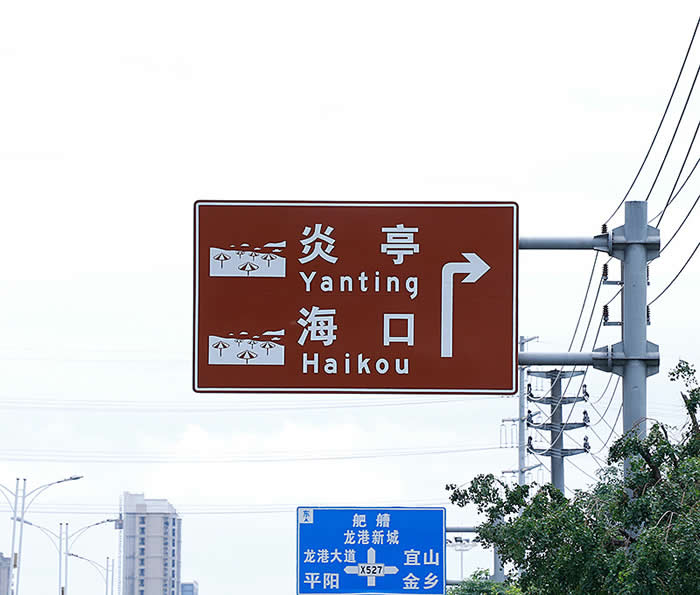 炎亭
Yanting
海口
Haikou
东
舥艚
龙港新城
龙港大道 宜山
X527
平阳 金乡